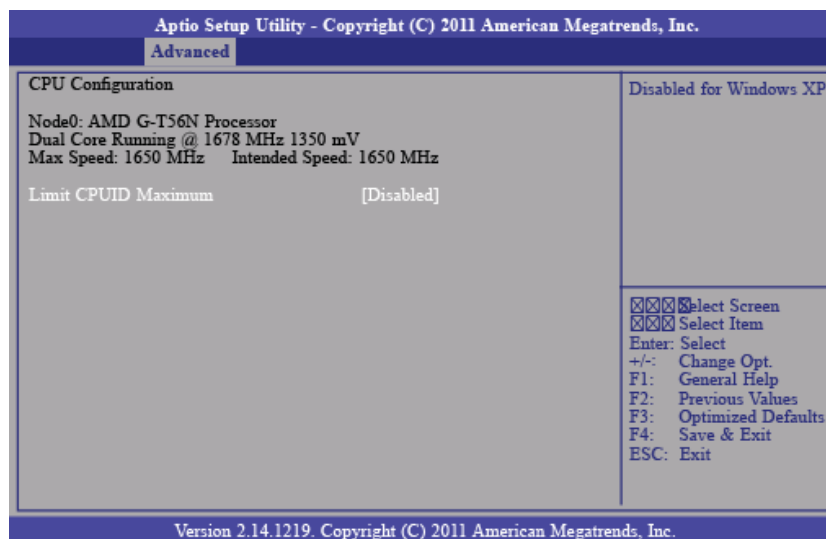 Aptio Setup Utility - Copyright (C) 2011 American Megatrends, Inc.
Advanced
CPU Configuration
Node0: AMD G-T56N Processor
Dual Core Running @ 1678 MHz 1350 mV
Max Speed: 1650 MHz Intended Speed: 1650 MHz
Limit CPUID Maximum [Disabled]
Disabled for Windows XP
Select Screen
Select Item
Enter: Select
+/-: Change Opt.
F1: General Help
F2: Previous Values
F3: Optimized Defaults
F4: Save & Exit
ESC: Exit
Version 2.14.1219. Copyright (C) 2011 American Megatrends, Inc.